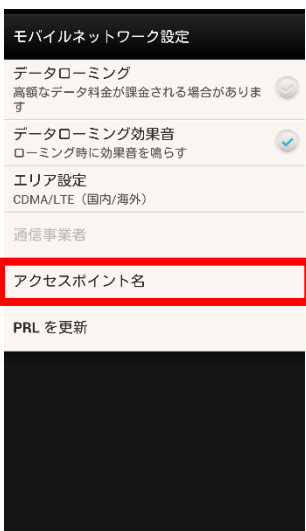 モバイルネットワーク設定
データローミング
高額なデータ料金が課金される場合がありま
す
データローミング効果音
ローミング時に効果音を鳴らす
エリア設定
CDMA/LTE（国内/海外）
通信事業者
アクセスポイント名
PRL を更新